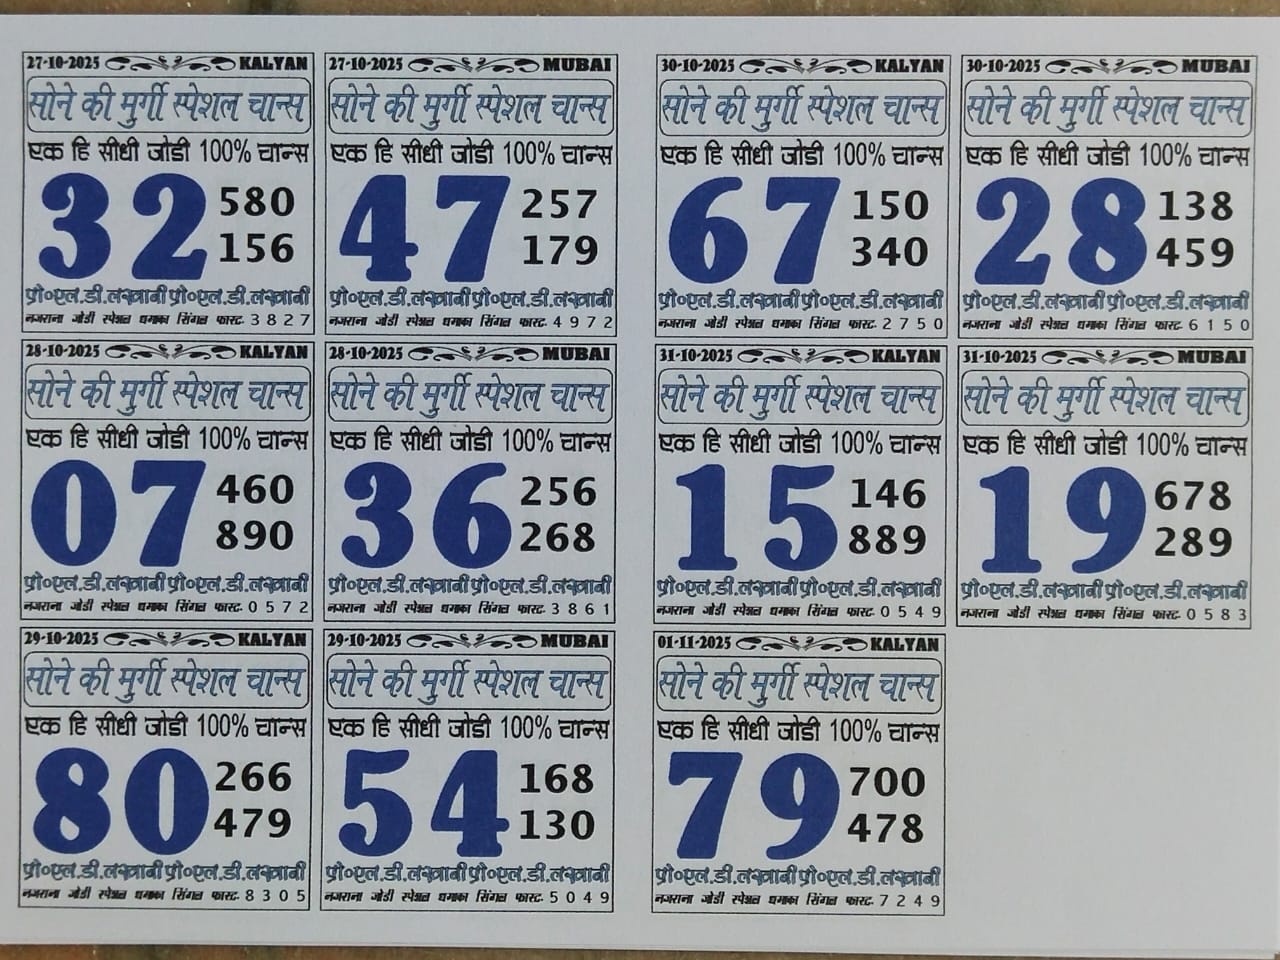 27-10-2025 KALYAN
सोने की मुर्गी स्पेशल चान्स
एक हि सीधी जोडी 100% चान्स
32 580
156
प्रो०एल.डी.लखानी प्रो०एल.डी.लखानी
नजराना जोडी स्पेशल धमाका सिंगल फास्ट. 3 8 2 7
27-10-2025 MUBAI
सोने की मुर्गी स्पेशल चान्स
एक हि सीधी जोडी 100% चान्स
47 257
179
प्रो०एल.डी.लखानी प्रो०एल.डी.लखानी
नजराना जोडी स्पेशल धमाका सिंगल फास्ट. 4 9 7 2
30-10-2025 KALYAN
सोने की मुर्गी स्पेशल चान्स
एक हि सीधी जोडी 100% चान्स
67 150
340
प्रो०एल.डी.लखानी प्रो०एल.डी.लखानी
नजराना जोडी स्पेशल धमाका सिंगल फास्ट. 2 7 5 0
30-10-2025 MUBAI
सोने की मुर्गी स्पेशल चान्स
एक हि सीधी जोडी 100% चान्स
28 138
459
प्रो०एल.डी.लखानी प्रो०एल.डी.लखानी
नजराना जोडी स्पेशल धमाका सिंगल फास्ट. 6 1 5 0
28-10-2025 KALYAN
सोने की मुर्गी स्पेशल चान्स
एक हि सीधी जोडी 100% चान्स
07 460
890
प्रो०एल.डी.लखानी प्रो०एल.डी.लखानी
नजराना जोडी स्पेशल धमाका सिंगल फास्ट. 0 5 7 2
28-10-2025 MUBAI
सोने की मुर्गी स्पेशल चान्स
एक हि सीधी जोडी 100% चान्स
36 256
268
प्रो०एल.डी.लखानी प्रो०एल.डी.लखानी
नजराना जोडी स्पेशल धमाका सिंगल फास्ट. 3 8 6 1
31-10-2025 KALYAN
सोने की मुर्गी स्पेशल चान्स
एक हि सीधी जोडी 100% चान्स
15 146
889
प्रो०एल.डी.लखानी प्रो०एल.डी.लखानी
नजराना जोडी स्पेशल धमाका सिंगल फास्ट. 0 5 4 9
31-10-2025 MUBAI
सोने की मुर्गी स्पेशल चान्स
एक हि सीधी जोडी 100% चान्स
19 678
289
प्रो०एल.डी.लखानी प्रो०एल.डी.लखानी
नजराना जोडी स्पेशल धमाका सिंगल फास्ट. 0 5 8 3
29-10-2025 KALYAN
सोने की मुर्गी स्पेशल चान्स
एक हि सीधी जोडी 100% चान्स
80 266
479
प्रो०एल.डी.लखानी प्रो०एल.डी.लखानी
नजराना जोडी स्पेशल धमाका सिंगल फास्ट. 8 3 0 5
29-10-2025 MUBAI
सोने की मुर्गी स्पेशल चान्स
एक हि सीधी जोडी 100% चान्स
54 168
130
प्रो०एल.डी.लखानी प्रो०एल.डी.लखानी
नजराना जोडी स्पेशल धमाका सिंगल फास्ट. 5 0 4 9
01-11-2025 KALYAN
सोने की मुर्गी स्पेशल चान्स
एक हि सीधी जोडी 100% चान्स
79 700
478
प्रो०एल.डी.लखानी प्रो०एल.डी.लखानी
नजराना जोडी स्पेशल धमाका सिंगल फास्ट. 7 2 4 9